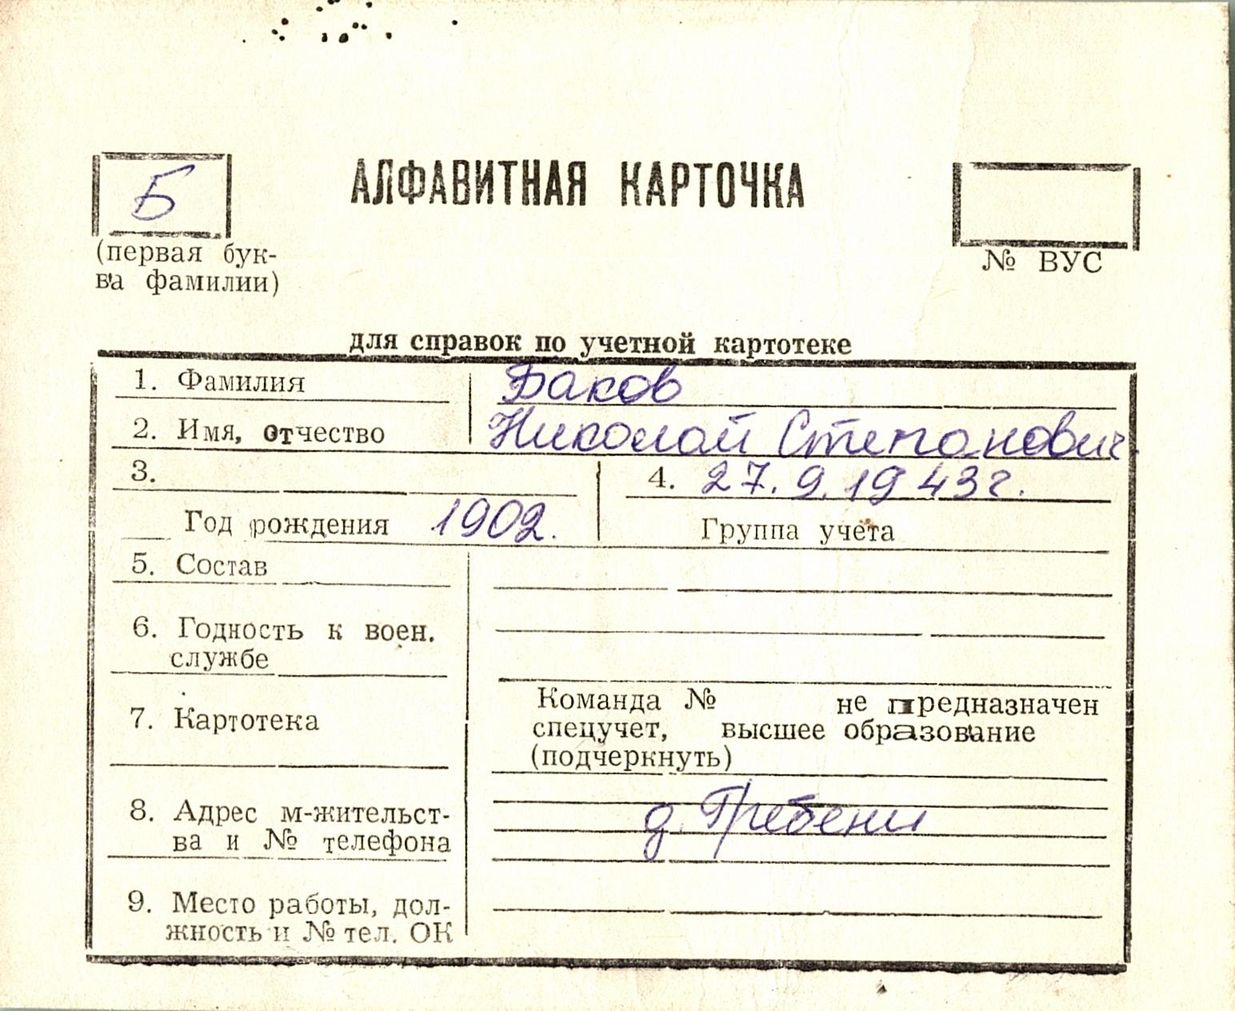 Б
АЛФАВИТНАЯ КАРТОЧКА
(первая бук-
ва фамилии)
№ ВУС
для справок по учетной картотеке
1. Фамилия Баков
2. Имя, отчество Николай Степанович
3.
4. 27.9.1943г.
Год рождения 1902.
Группа учета
5. Состав
6. Годность к воен.
службе
7. Картотека
Команда № не предназначен
спецучет, высшее образование
(подчеркнуть)
8. Адрес м-жительст-
ва и № телефона
д. Гребени
9. Место работы, дол-
жность и № тел. ОК